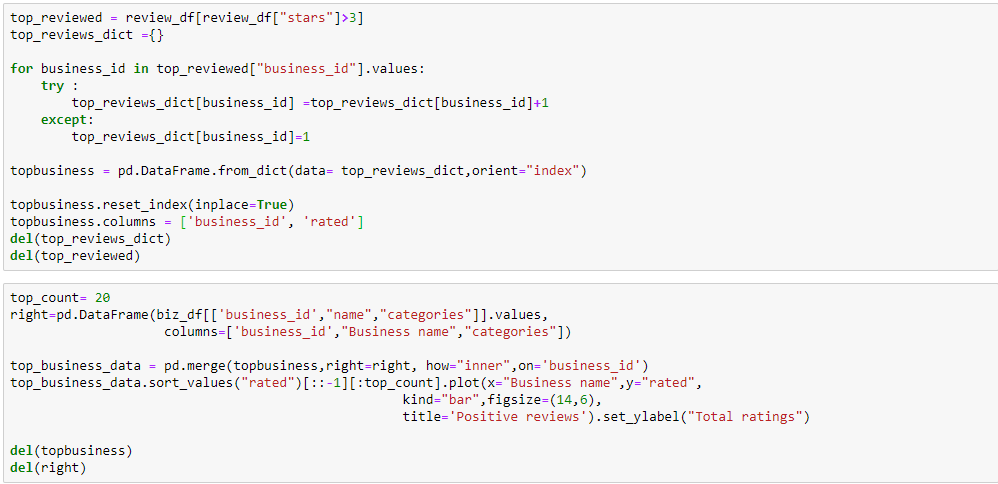 top_reviewed = review_df[review_df["stars"]>3]
top_reviews_dict ={}

for business_id in top_reviewed["business_id"].values:
    try :
        top_reviews_dict[business_id] =top_reviews_dict[business_id]+1
    except:
        top_reviews_dict[business_id]=1

topbusiness = pd.DataFrame.from_dict(data= top_reviews_dict,orient="index")

topbusiness.reset_index(inplace=True)
topbusiness.columns = ['business_id', 'rated']
del(top_reviews_dict)
del(top_reviewed)

top_count= 20
right=pd.DataFrame(biz_df[['business_id',"name","categories"]].values,
                    columns=['business_id',"Business name","categories"])

top_business_data = pd.merge(topbusiness,right=right, how="inner",on='business_id')
top_business_data.sort_values("rated")[::-1][:top_count].plot(x="Business name",y="rated",
                                                   kind="bar",figsize=(14,6),
                                                   title='Positive reviews').set_ylabel("Total ratings")

del(topbusiness)
del(right)